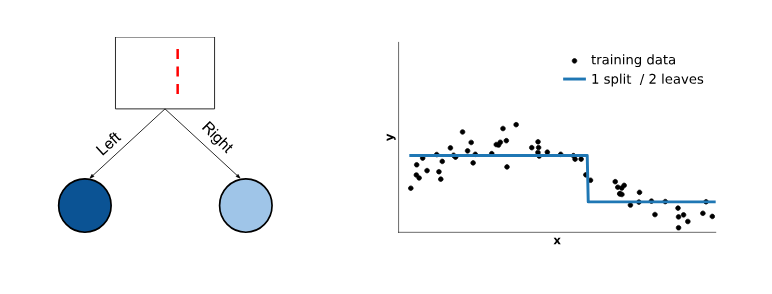 Left
Right
training data
1 split / 2 leaves
y
x